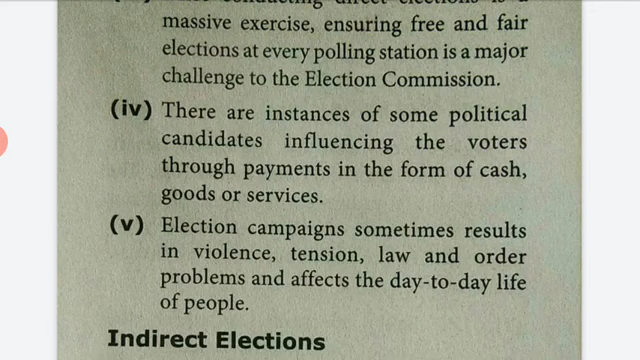 massive exercise, ensuring free and fair
elections at every polling station is a major
challenge to the Election Commission.
(iv) There are instances of some political
candidates influencing the voters
through payments in the form of cash,
goods or services.
(v) Election campaigns sometimes results
in violence, tension, law and order
problems and affects the day-to-day life
of people.
Indirect Elections